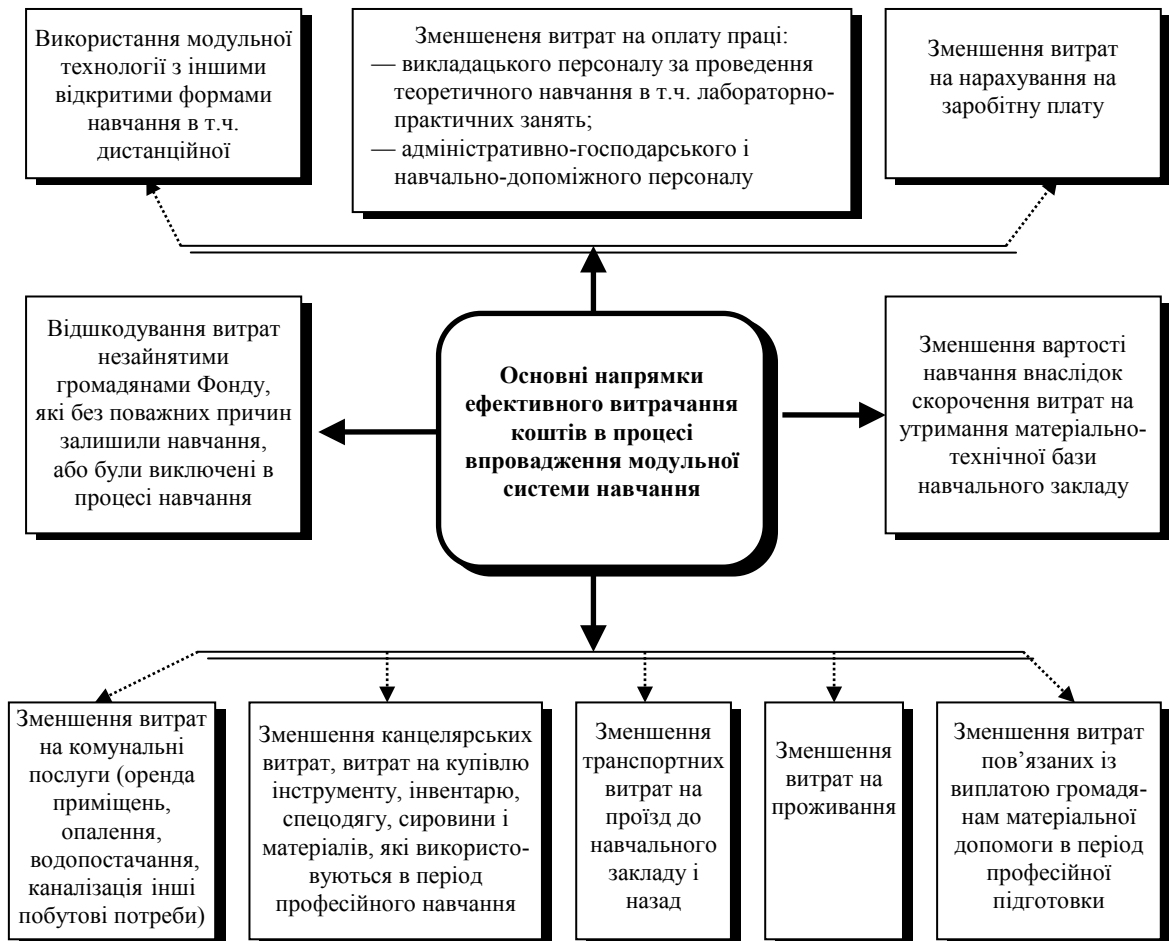 Використання модульної
технології з іншими
відкритими формами
навчання в т.ч.
дистанційної
Зменшененя витрат на оплату праці:
— викладацького персоналу за проведення
теоретичного навчання в т.ч. лабораторно-
практичних занять;
— адміністративно-господарського і
навчально-допоміжного персоналу
Зменшення витрат
на нарахування на
заробітну плату
Відшкодування витрат
незайнятими
громадянами Фонду,
які без поважних причин
залишили навчання,
або були виключені в
процесі навчання
Основні напрямки
ефективного витрачання
коштів в процесі
впровадження модульної
системи навчання
Зменшення вартості
навчання внаслідок
скорочення витрат на
утримання матеріально-
технічної бази
навчального закладу
Зменшення витрат
на комунальні
послуги (оренда
приміщень,
опалення,
водопостачання,
каналізація інші
побутові потреби)
Зменшення канцелярських
витрат, витрат на купівлю
інструменту, інвентарю,
спецодягу, сировини і
матеріалів, які використо-
вуються в період
професійного навчання
Зменшення
транспортних
витрат на
проїзд до
навчального
закладу і
назад
Зменшення
витрат на
проживання
Зменшення витрат
пов’язаних із
виплатою громадя-
нам матеріальної
допомоги в період
професійної
підготовки